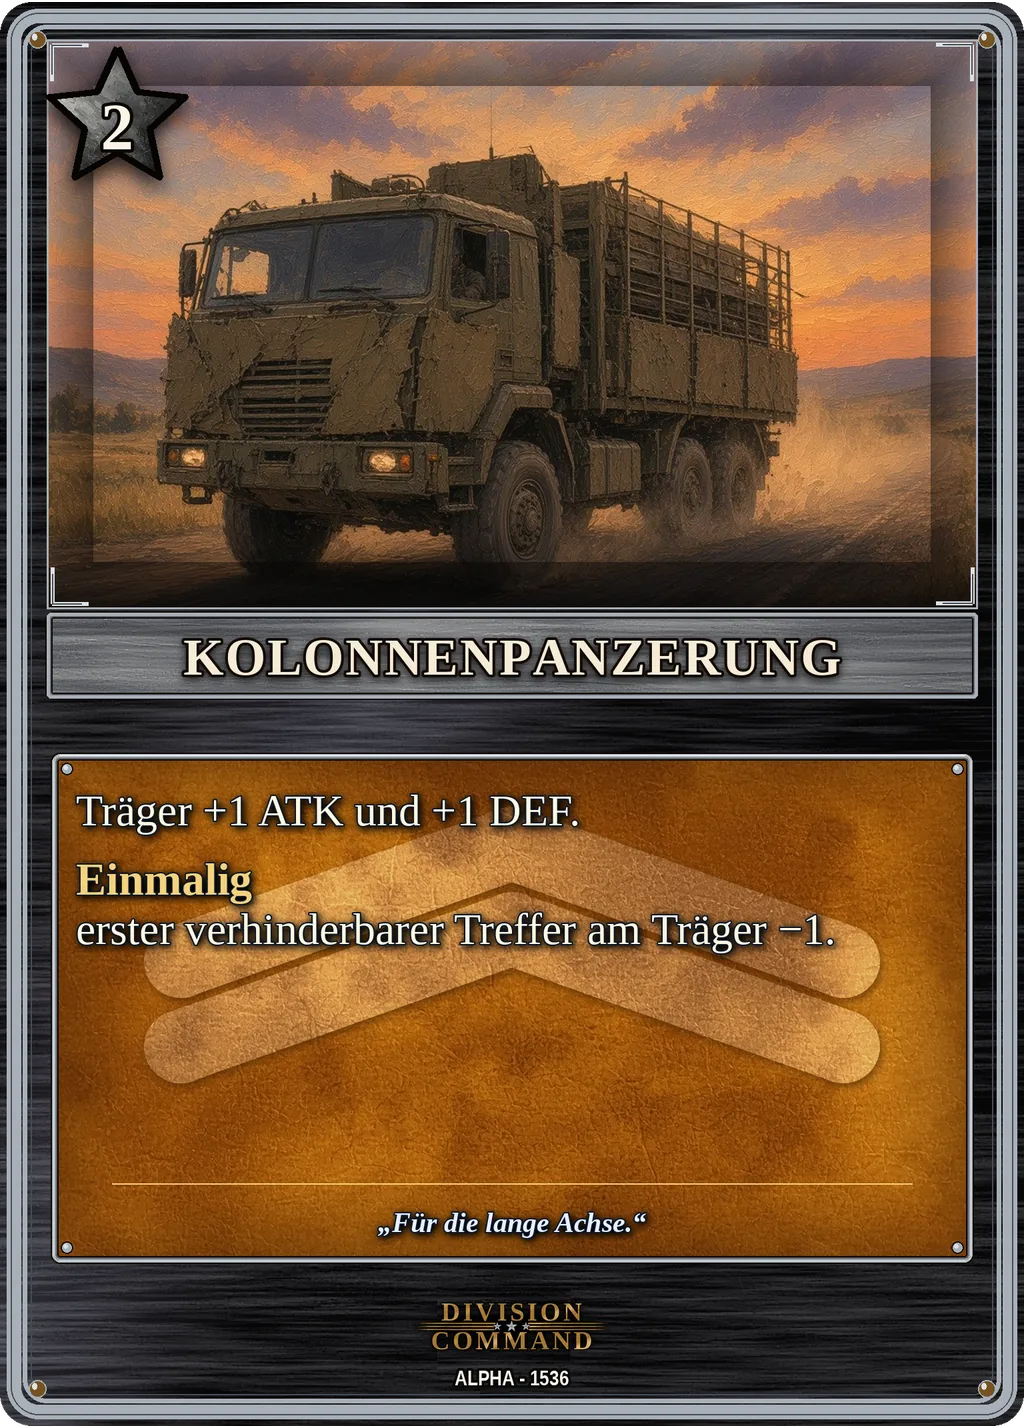 2
KOLONNENPANZERUNG
Träger +1 ATK und +1 DEF.
Einmalig
erster verhinderbarer Treffer am Träger −1.
„Für die lange Achse.“
DIVISION
COMMAND
ALPHA - 1536